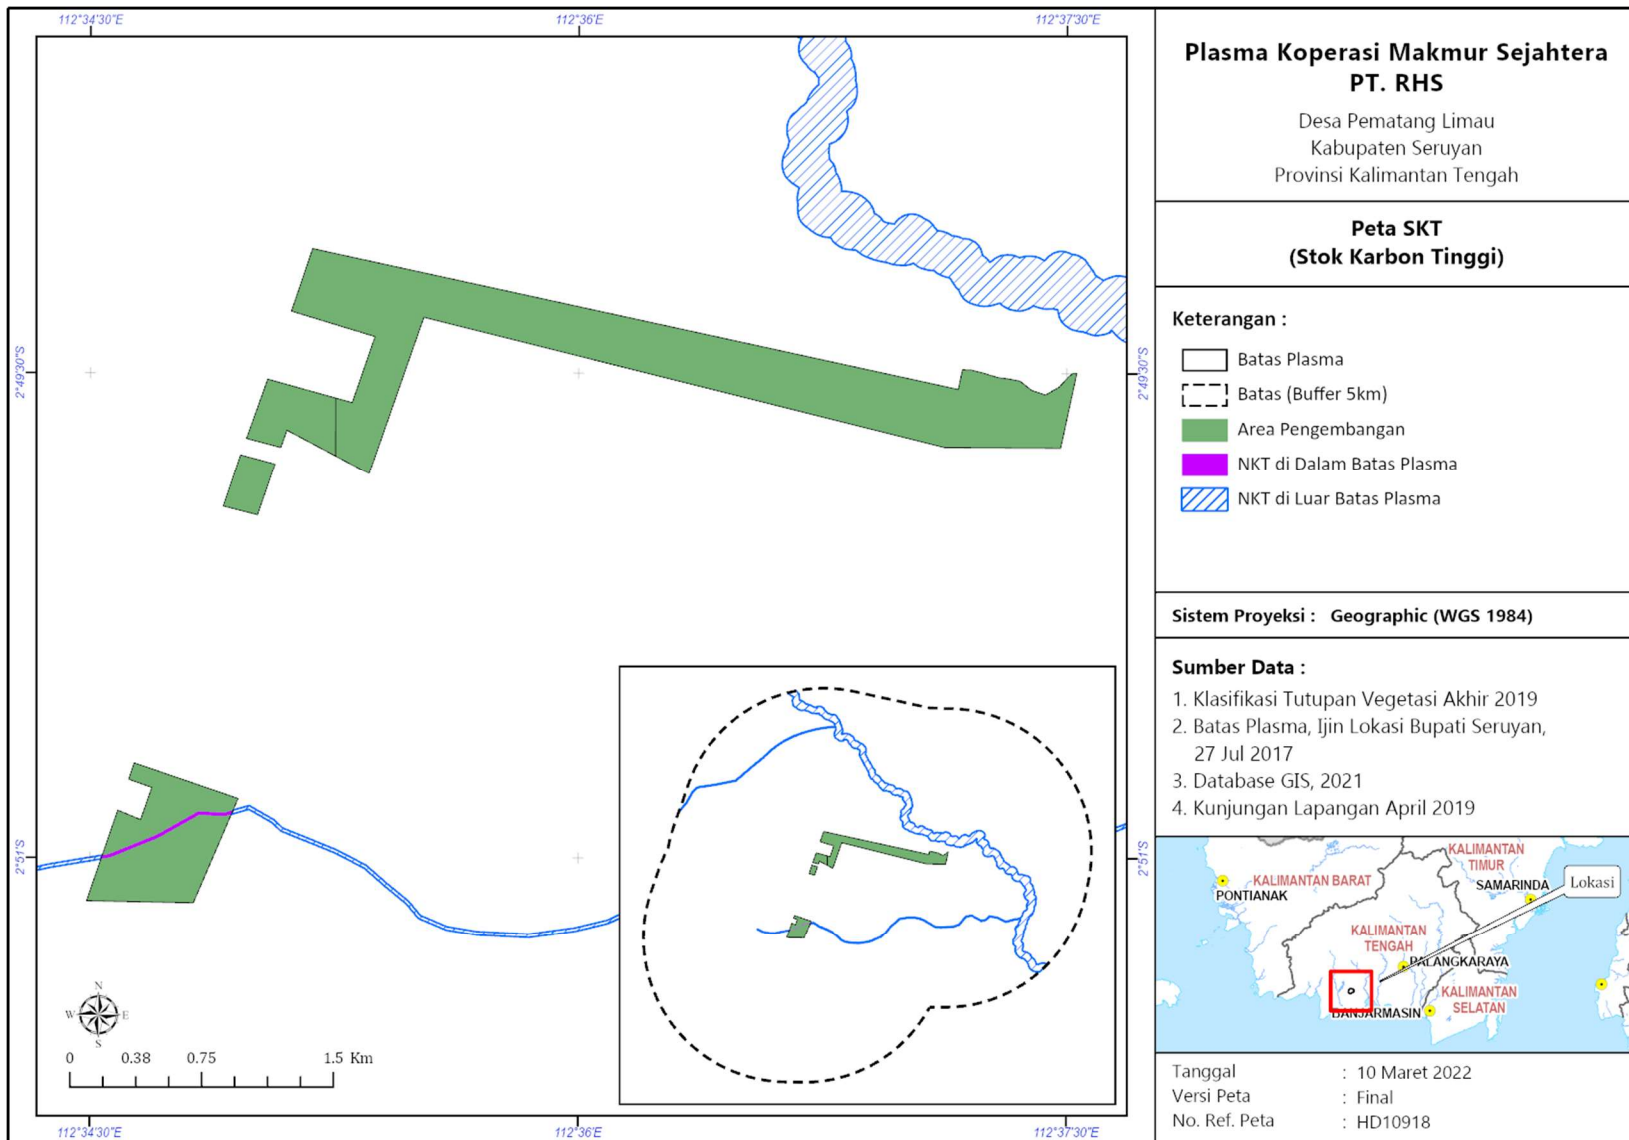 112°34'30"E
112°36'E
112°37'30"E
2°49'30"S
2°49'30"S
2°51'S
2°51'S
N
W
E
S
0 0.38 0.75 1.5 Km
112°34'30"E
112°36'E
112°37'30"E
Plasma Koperasi Makmur Sejahtera
PT. RHS
Desa Pematang Limau
Kabupaten Seruyan
Provinsi Kalimantan Tengah
Peta SKT
(Stok Karbon Tinggi)
Keterangan :
Batas Plasma
Batas (Buffer 5km)
Area Pengembangan
NKT di Dalam Batas Plasma
NKT di Luar Batas Plasma
Sistem Proyeksi : Geographic (WGS 1984)
Sumber Data :
1. Klasifikasi Tutupan Vegetasi Akhir 2019
2. Batas Plasma, Ijin Lokasi Bupati Seruyan,
27 Jul 2017
3. Database GIS, 2021
4. Kunjungan Lapangan April 2019
KALIMANTAN
TIMUR
KALIMANTAN BARAT
SAMARINDA
Lokasi
PONTIANAK
KALIMANTAN
TENGAH
PALANGKARAYA
KALIMANTAN
SELATAN
BANJARMASIN
Tanggal : 10 Maret 2022
Versi Peta : Final
No. Ref. Peta : HD10918